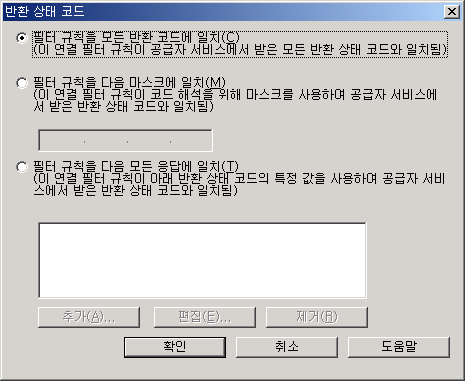 반환 상태 코드
필터 규칙을 모든 반환 코드에 일치(C)
(이 연결 필터 규칙이 공급자 서비스에서 받은 모든 반환 상태 코드와 일치됨)
필터 규칙을 다음 마스크에 일치(M)
(이 연결 필터 규칙이 코드 해석을 위해 마스크를 사용하여 공급자 서비스에
서 받은 반환 상태 코드와 일치됨)
. . .
필터 규칙을 다음 모든 응답에 일치(T)
(이 연결 필터 규칙이 아래 반환 상태 코드의 특정 값을 사용하여 공급자 서비
스에서 받은 반환 상태 코드와 일치됨)
추가(A)... 편집(E)... 제거(R)
확인 취소 도움말